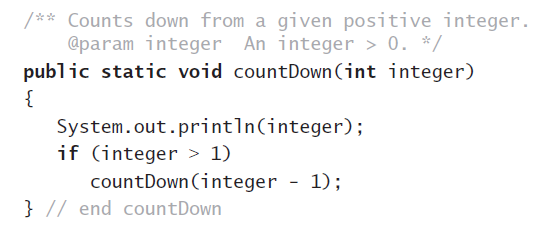 /** Counts down from a given positive integer.
@param integer An integer > 0. */
public static void countDown(int integer)
{
System.out.println(integer);
if (integer > 1)
countDown(integer - 1);
} // end countDown